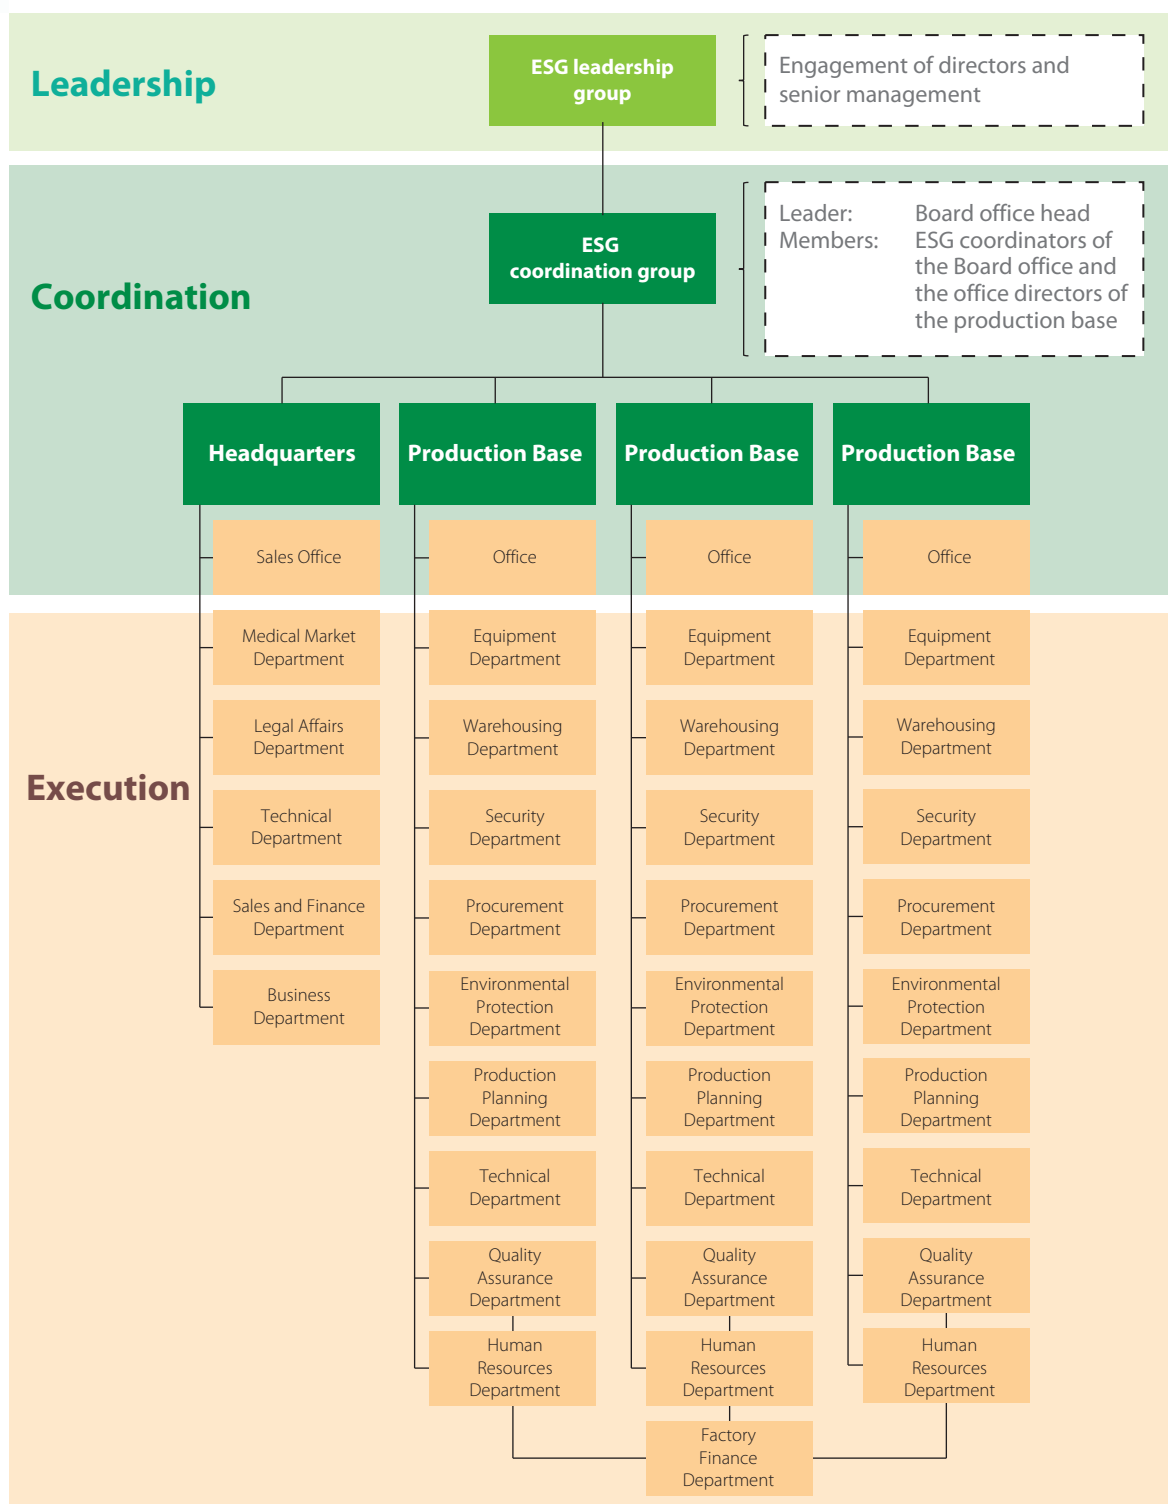 Leadership
ESG leadership
group
Engagement of directors and
senior management
Coordination
ESG
coordination group
Leader: Board office head
Members: ESG coordinators of
the Board office and
the office directors of
the production base
Headquarters
Production Base
Production Base
Production Base
Execution
Sales Office
Medical Market
Department
Legal Affairs
Department
Technical
Department
Sales and Finance
Department
Business
Department
Office
Equipment
Department
Warehousing
Department
Security
Department
Procurement
Department
Environmental
Protection
Department
Production
Planning
Department
Technical
Department
Quality
Assurance
Department
Human
Resources
Department
Office
Equipment
Department
Warehousing
Department
Security
Department
Procurement
Department
Environmental
Protection
Department
Production
Planning
Department
Technical
Department
Quality
Assurance
Department
Human
Resources
Department
Office
Equipment
Department
Warehousing
Department
Security
Department
Procurement
Department
Environmental
Protection
Department
Production
Planning
Department
Technical
Department
Quality
Assurance
Department
Human
Resources
Department
Factory
Finance
Department